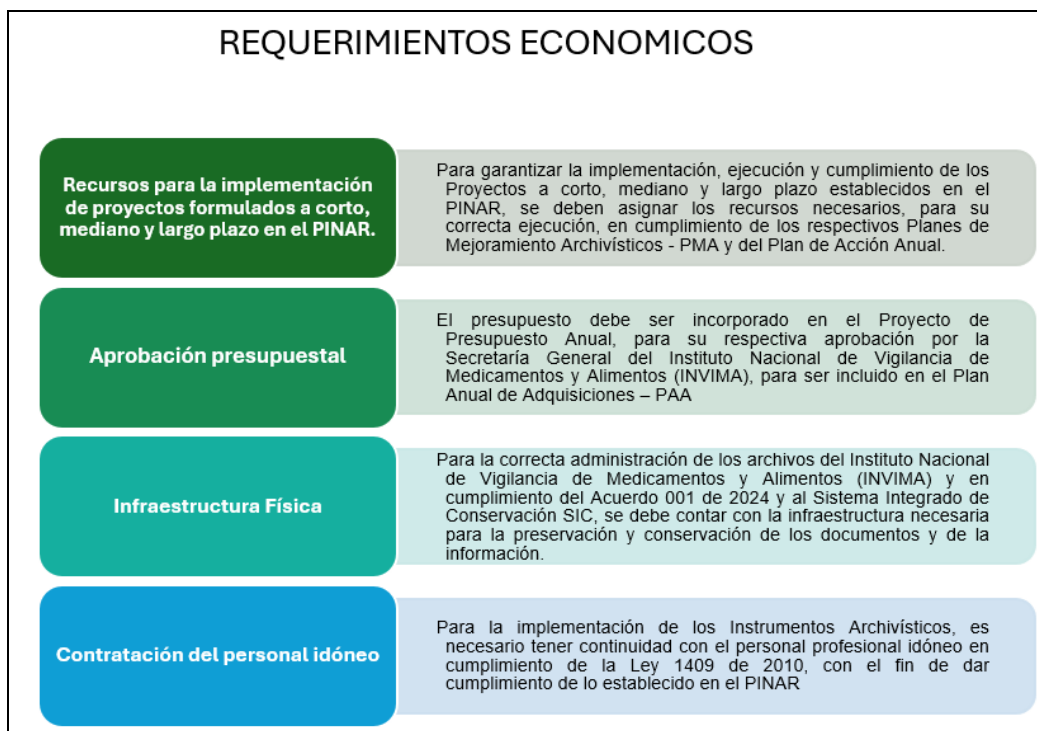 REQUERIMIENTOS ECONOMICOS
Recursos para la implementación
de proyectos formulados a corto,
mediano y largo plazo en el PINAR.
Para garantizar la implementación, ejecución y cumplimiento de los
Proyectos a corto, mediano y largo plazo establecidos en el
PINAR, se deben asignar los recursos necesarios, para su
correcta ejecución, en cumplimiento de los respectivos Planes de
Mejoramiento Archivísticos - PMA y del Plan de Acción Anual.
Aprobación presupuestal
El presupuesto debe ser incorporado en el Proyecto de
Presupuesto Anual, para su respectiva aprobación por la
Secretaría General del Instituto Nacional de Vigilancia de
Medicamentos y Alimentos (INVIMA), para ser incluido en el Plan
Anual de Adquisiciones – PAA
Infraestructura Física
Para la correcta administración de los archivos del Instituto Nacional
de Vigilancia de Medicamentos y Alimentos (INVIMA) y en
cumplimiento del Acuerdo 001 de 2024 y al Sistema Integrado de
Conservación SIC, se debe contar con la infraestructura necesaria
para la preservación y conservación de los documentos y de la
información.
Contratación del personal idóneo
Para la implementación de los Instrumentos Archivísticos, es
necesario tener continuidad con el personal profesional idóneo en
cumplimiento de la Ley 1409 de 2010, con el fin de dar
cumplimiento de lo establecido en el PINAR